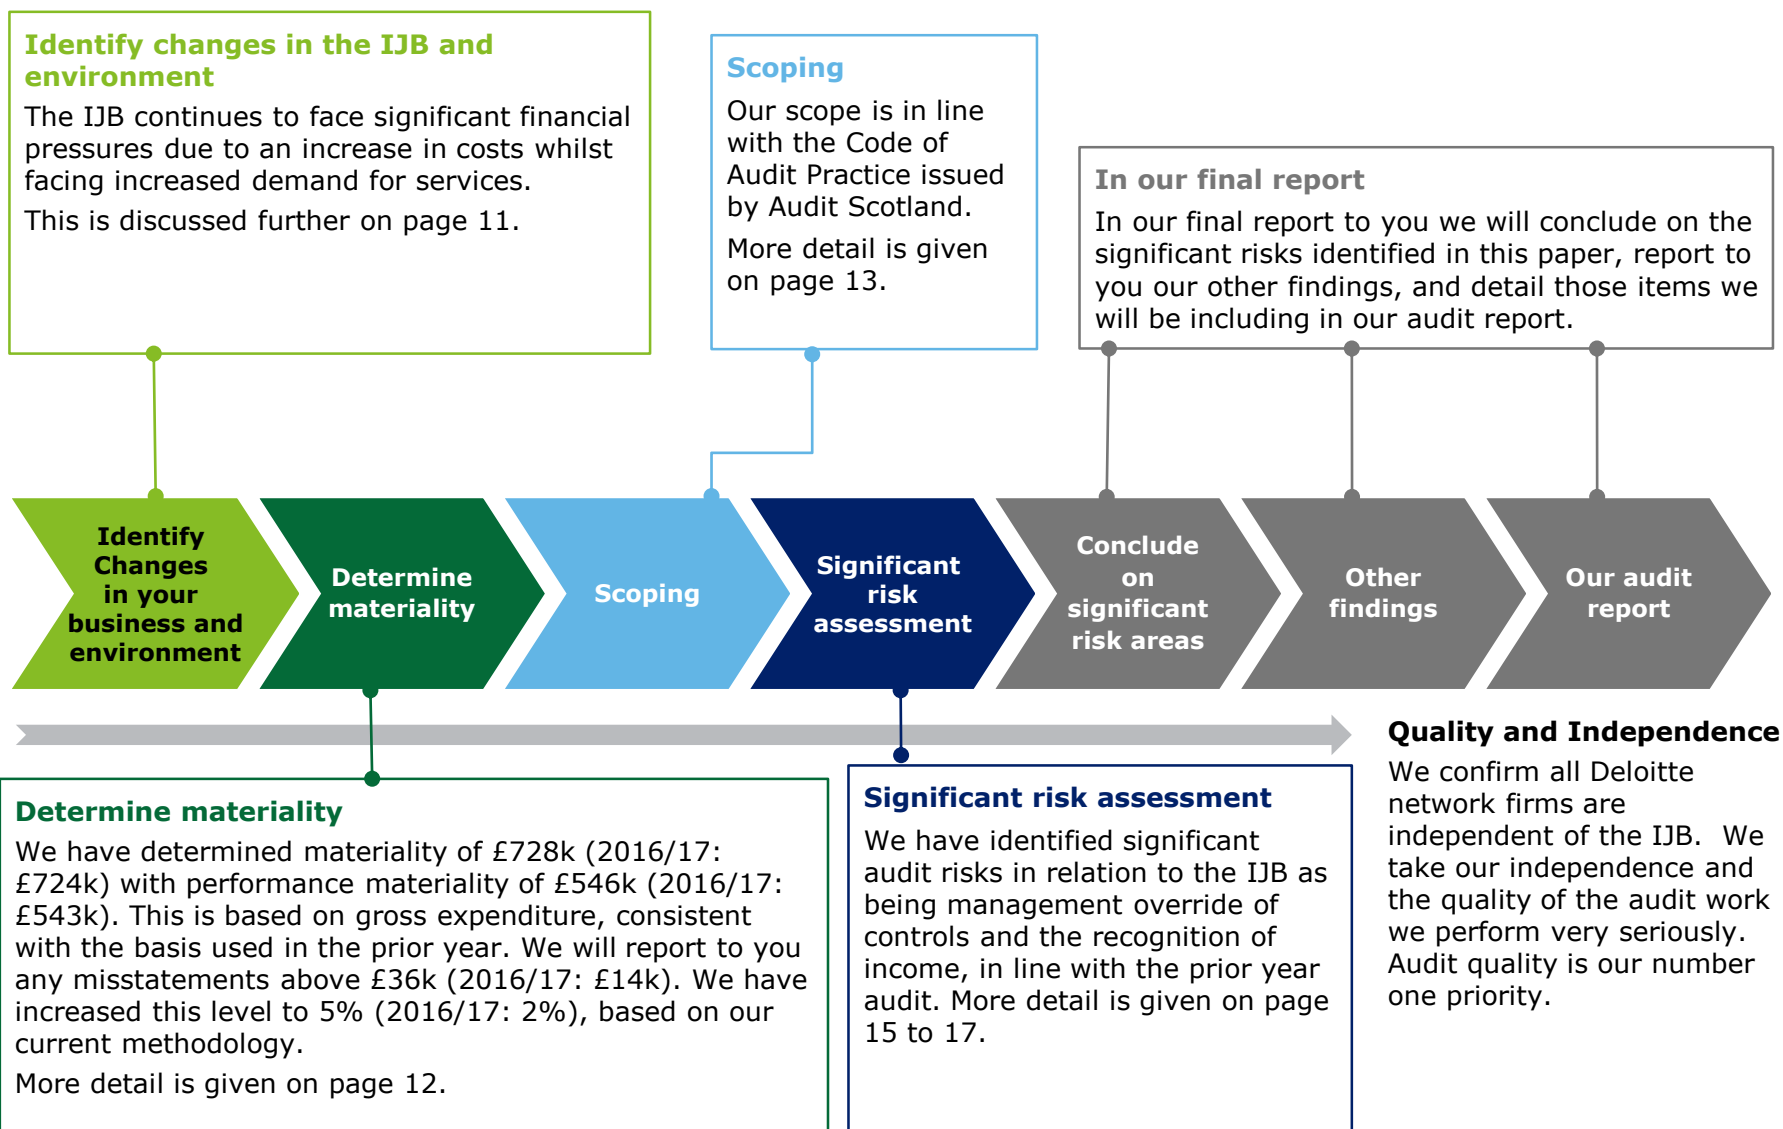 Identify changes in the IJB and
environment
The IJB continues to face significant financial
pressures due to an increase in costs whilst
facing increased demand for services.
This is discussed further on page 11.
Scoping
Our scope is in line
with the Code of
Audit Practice issued
by Audit Scotland.
More detail is given
on page 13.
In our final report
In our final report to you we will conclude on the
significant risks identified in this paper, report to
you our other findings, and detail those items we
will be including in our audit report.
Identify
Changes
in your
business and
environment
Determine
materiality
Scoping
Significant
risk
assessment
Conclude
on
significant
risk areas
Other
findings
Our audit
report
Determine materiality
We have determined materiality of £728k (2016/17:
£724k) with performance materiality of £546k (2016/17:
£543k). This is based on gross expenditure, consistent
with the basis used in the prior year. We will report to you
any misstatements above £36k (2016/17: £14k). We have
increased this level to 5% (2016/17: 2%), based on our
current methodology.
More detail is given on page 12.
Significant risk assessment
We have identified significant
audit risks in relation to the IJB as
being management override of
controls and the recognition of
income, in line with the prior year
audit. More detail is given on page
15 to 17.
Quality and Independence
We confirm all Deloitte
network firms are
independent of the IJB.  We
take our independence and
the quality of the audit work
we perform very seriously.
Audit quality is our number
one priority.